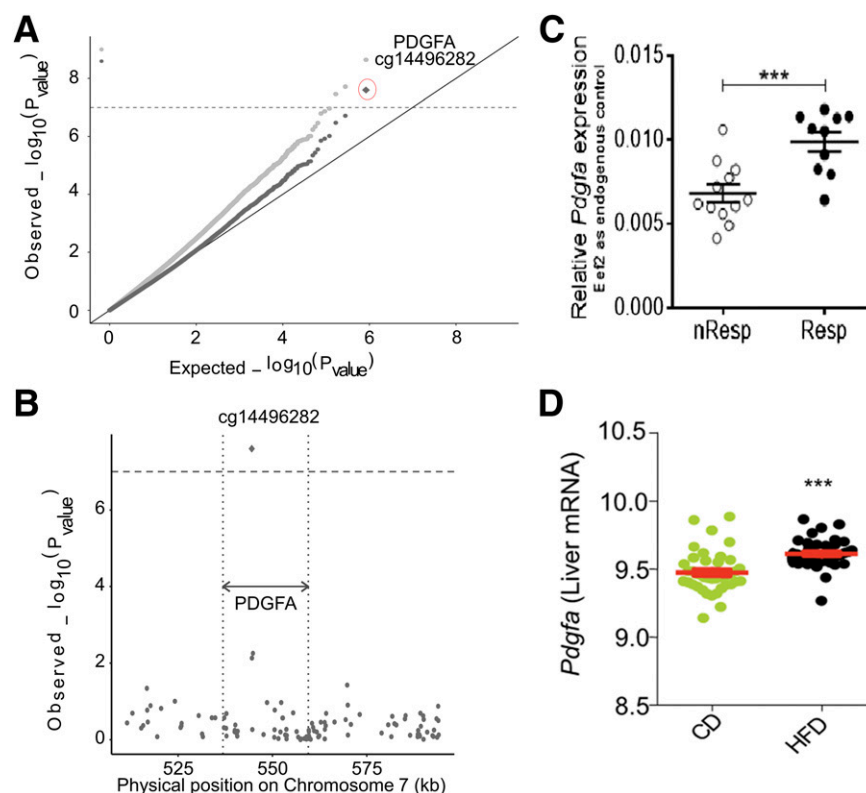 A
PDGFA
cg14496282
Observed – log10(Pvalue)
8
6
4
2
0
0
2
4
6
8
Expected – log10(Pvalue)
B
cg14496282
Observed – log10(Pvalue)
6
4
2
0
PDGFA
525
550
575
Physical position on Chromosome 7 (kb)
C
Relative Pdgfa expression
Eef2 as endogenous control
0.015
0.010
0.005
0.000
***
nResp
Resp
D
Pdgfa (Liver mRNA)
10.5
10.0
9.5
9.0
8.5
***
CD
HFD